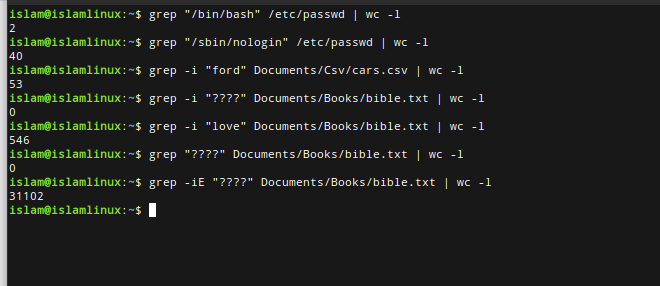 islam@islamlinux:~$ grep "/bin/bash" /etc/passwd | wc -l
2
islam@islamlinux:~$ grep "/sbin/nologin" /etc/passwd | wc -l
40
islam@islamlinux:~$ grep -i "ford" Documents/Csv/cars.csv | wc -l
53
islam@islamlinux:~$ grep -i "????" Documents/Books/bible.txt | wc -l
0
islam@islamlinux:~$ grep -i "love" Documents/Books/bible.txt | wc -l
546
islam@islamlinux:~$ grep "????" Documents/Books/bible.txt | wc -l
0
islam@islamlinux:~$ grep -iE "????" Documents/Books/bible.txt | wc -l
31102
islam@islamlinux:~$